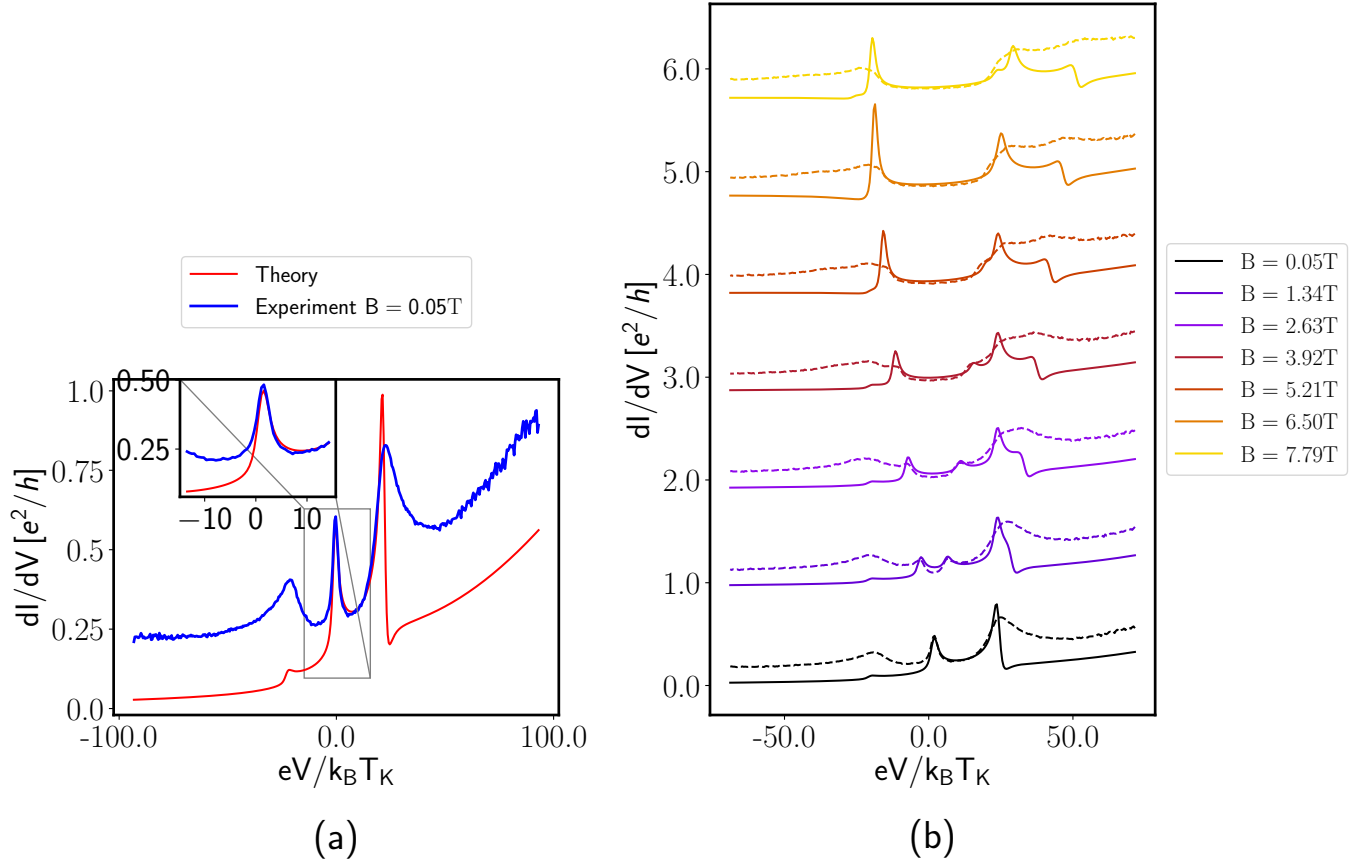 Theory
Experiment B = 0.05T
dI/dV [e²/h]
1.0
0.75
0.5
0.25
0.0
0.50
0.25
−10 0 10
-100.0 0.0 100.0
eV/k_BT_K
(a)
dI/dV [e²/h]
6.0
5.0
4.0
3.0
2.0
1.0
0.0
-50.0 0.0 50.0
eV/k_BT_K
(b)
B = 0.05T
B = 1.34T
B = 2.63T
B = 3.92T
B = 5.21T
B = 6.50T
B = 7.79T